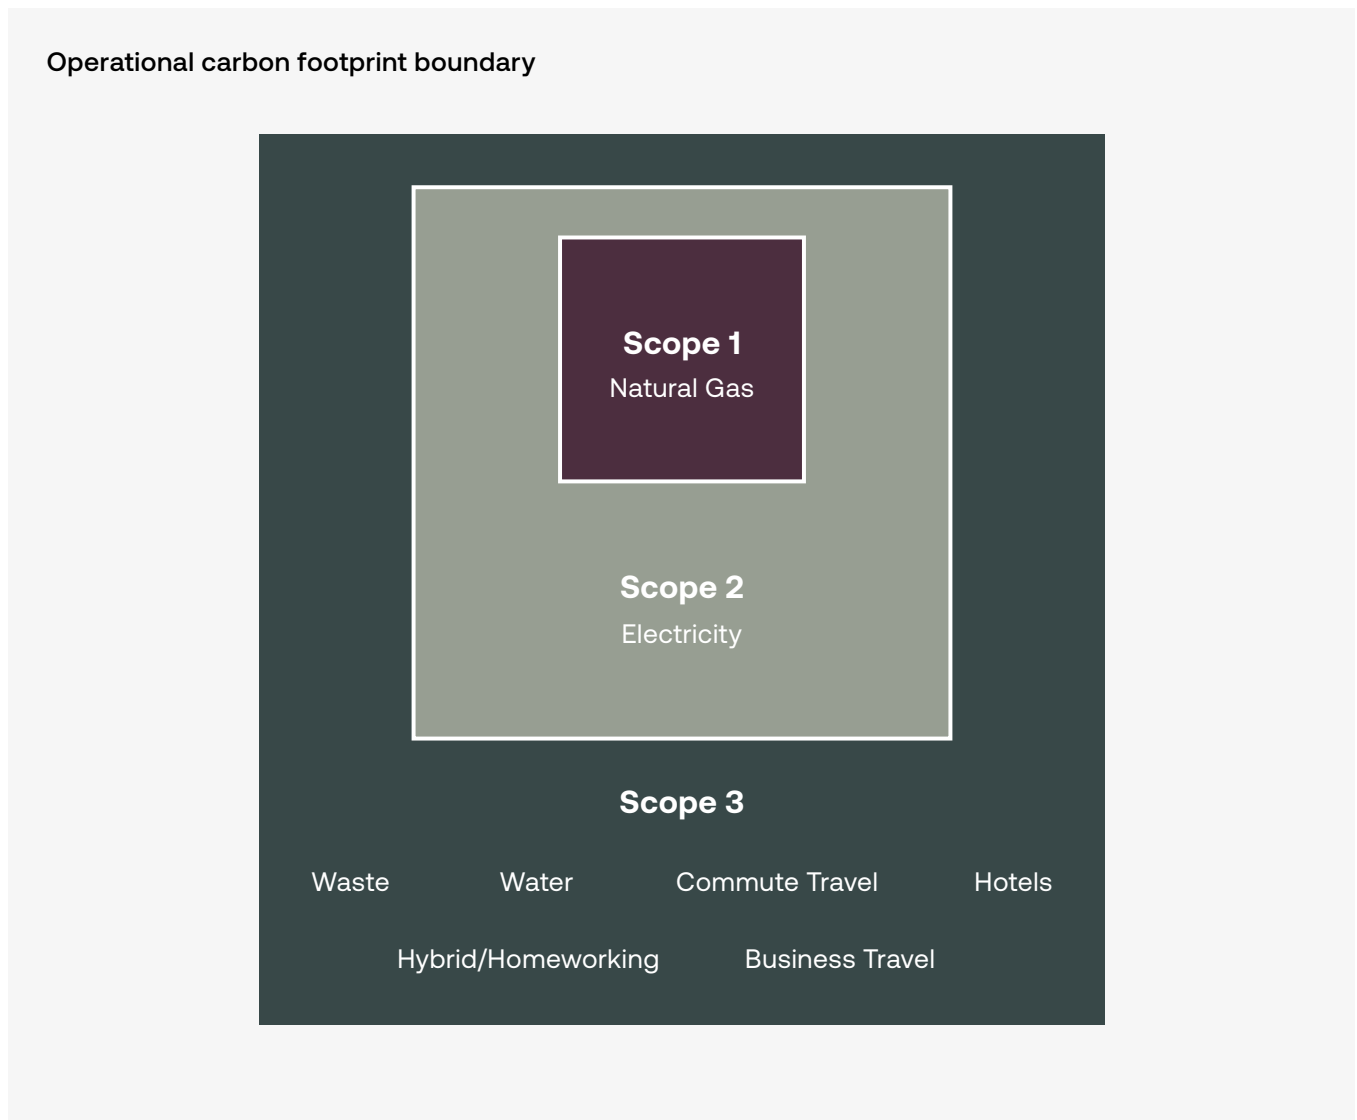 Operational carbon footprint boundary
Scope 1
Natural Gas
Scope 2
Electricity
Scope 3
Waste Water Commute Travel Hotels
Hybrid/Homeworking Business Travel